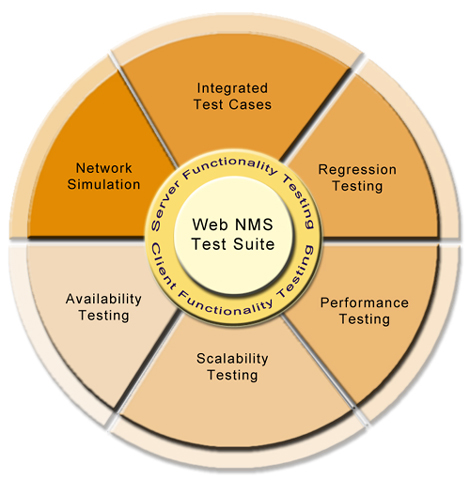 Integrated
Test Cases
Network
Simulation
Regression
Testing
Server Functionality Testing
Web NMS
Test Suite
Client Functionality Testing
Availability
Testing
Performance
Testing
Scalability
Testing